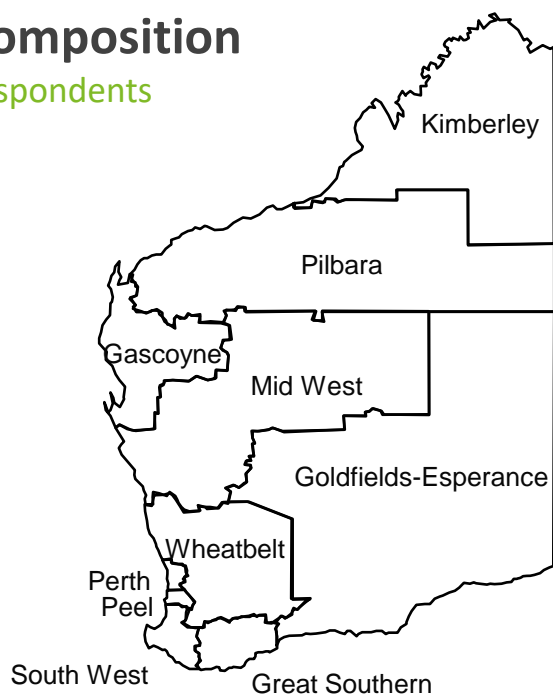 omposition
spondents
Kimberley
Pilbara
Gascoyne
Mid West
Goldfields-Esperance
Wheatbelt
Perth
Peel
South West
Great Southern